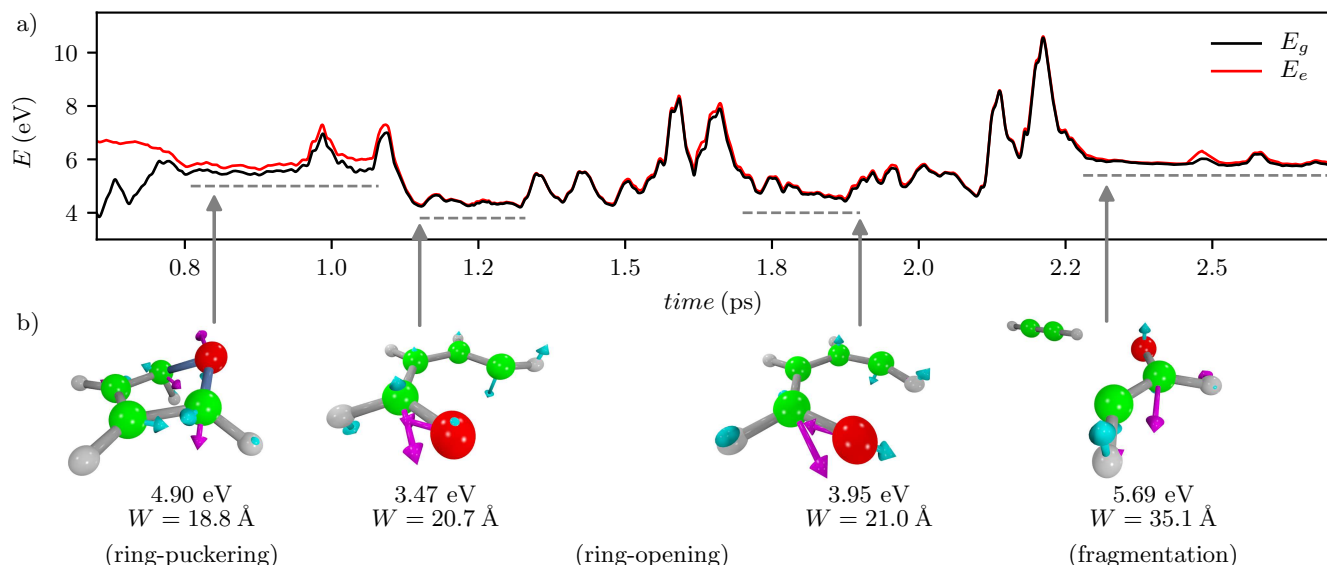 a)
10
8
6
4
E (eV)
E_g
E_e
0.8 1.0 1.2 1.5 1.8 2.0 2.2 2.5
time (ps)
b)
4.90 eV 3.47 eV 3.95 eV 5.69 eV
W = 18.8 Å W = 20.7 Å W = 21.0 Å W = 35.1 Å
(ring-puckering) (ring-opening) (fragmentation)